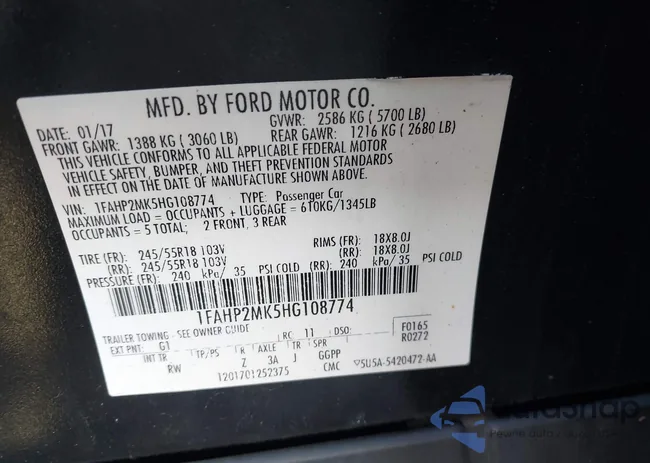 MFD. BY FORD MOTOR CO.
DATE: 01/17 GVWR: 2586 KG ( 5700 LB)
FRONT GAWR: 1388 KG ( 3060 LB) REAR GAWR: 1216 KG ( 2680 LB)
THIS VEHICLE CONFORMS TO ALL APPLICABLE FEDERAL MOTOR
VEHICLE SAFETY, BUMPER, AND THEFT PREVENTION STANDARDS
IN EFFECT ON THE DATE OF MANUFACTURE SHOWN ABOVE.
VIN: 1FAHP2MK5HG108774 TYPE: Passenger Car
MAXIMUM LOAD = OCCUPANTS + LUGGAGE = 610KG/1345LB
OCCUPANTS = 5 TOTAL; 2 FRONT, 3 REAR
TIRE (FR): 245/55R18 103V RIMS (FR): 18X8.0J
(RR): 245/55R18 103V (RR): 18X8.0J
PRESSURE (FR): 240 kPa/ 35 PSI COLD (RR): 240 kPa/ 35 PSI COLD
1FAHP2MK5HG108774
TRAILER TOWING - SEE OWNER GUIDE
EXT PNT: G1 RC: 11 DSO: F0165
R0272
INT TR TP/PS R AXLE TR SPR
RW Z 3A J GGPP
1201701252375 CMC 5U5A-5420472-AA
autosnap